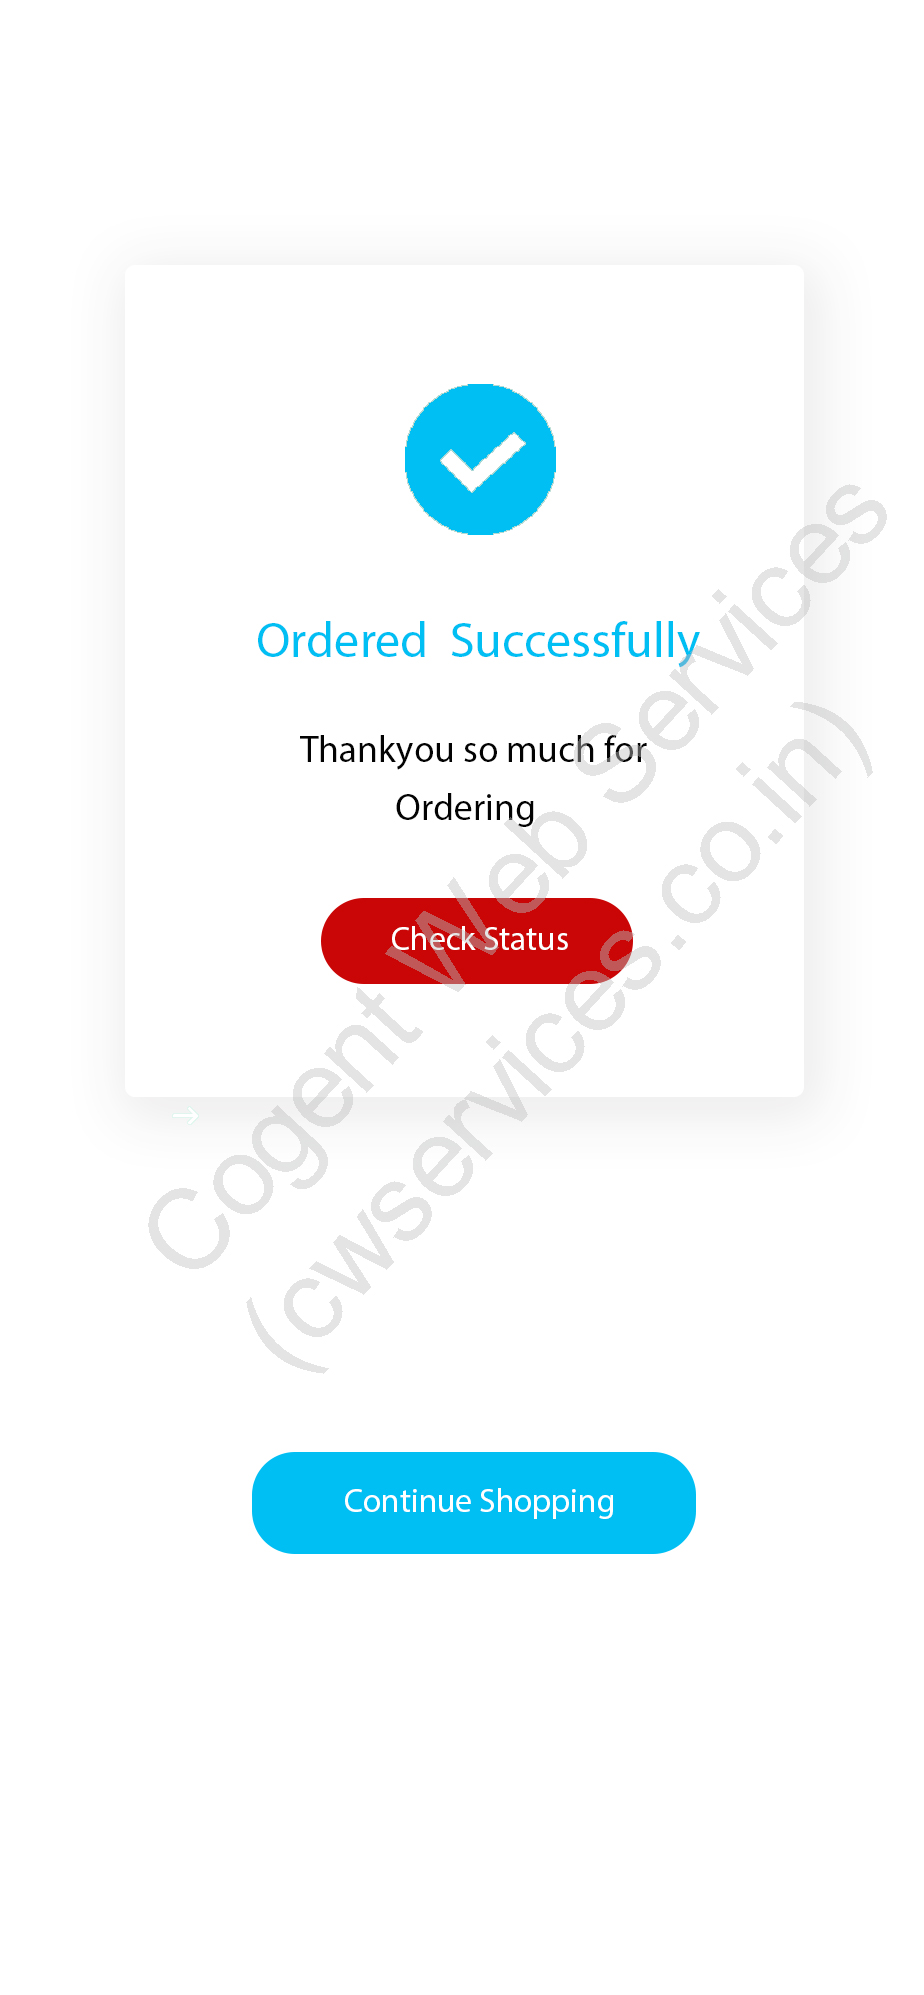 Ordered Successfully
Thankyou so much for
Ordering
Check Status
Continue Shopping
Cogent Web Services
(cwservices.co.in)